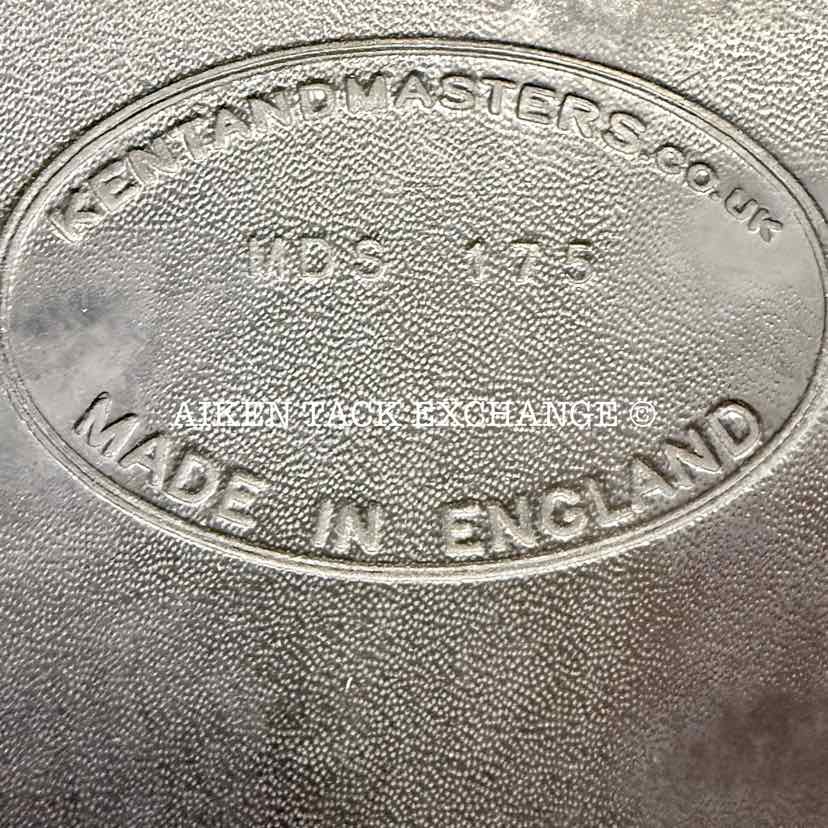 KENTANDMASTERS.CO.UK
MDS 175
AIKEN TACK EXCHANGE ©
MADE IN ENGLAND